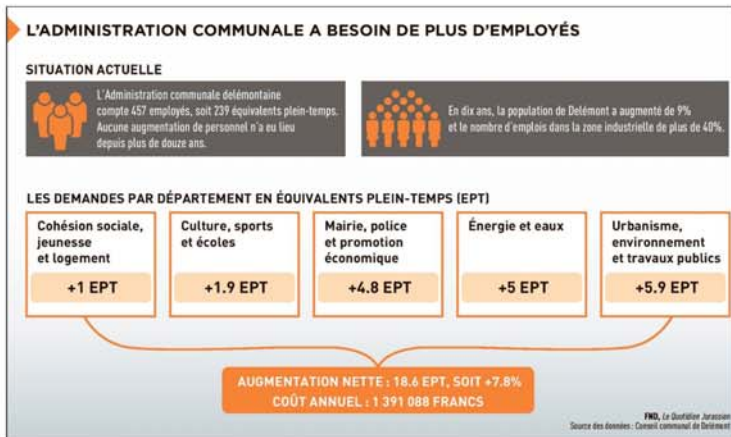 L'ADMINISTRATION COMMUNALE A BESOIN DE PLUS D'EMPLOYÉS
SITUATION ACTUELLE
L'Administration communale delémontaine
compte 457 employés, soit 239 équivalents plein-temps.
Aucune augmentation de personnel n'a eu lieu
depuis plus de douze ans.
En dix ans, la population de Delémont a augmenté de 9%
et le nombre d'emplois dans la zone industrielle de plus de 40%.
LES DEMANDES PAR DÉPARTEMENT EN ÉQUIVALENTS PLEIN-TEMPS (EPT)
Cohésion sociale,
jeunesse
et logement
+1 EPT
Culture, sports
et écoles
+1.9 EPT
Mairie, police
et promotion
économique
+4.8 EPT
Énergie et eaux
+5 EPT
Urbanisme,
environnement
et travaux publics
+5.9 EPT
AUGMENTATION NETTE : 18.6 EPT, SOIT +7.8%
COÛT ANNUEL : 1 391 088 FRANCS
FND, Le Quotidien Jurassien
Source des données : Conseil communal de Delémont